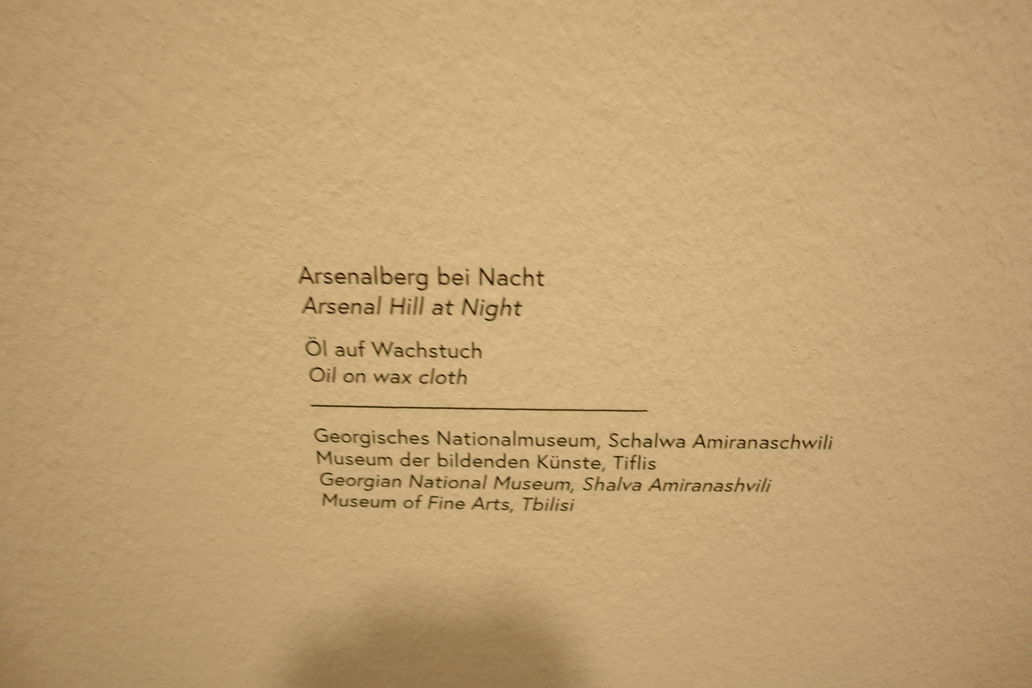 Arsenalberg bei Nacht
Arsenal Hill at Night
Öl auf Wachstuch
Oil on wax cloth
Georgisches Nationalmuseum, Schalwa Amiranaschwili
Museum der bildenden Künste, Tiflis
Georgian National Museum, Shalva Amiranashvili
Museum of Fine Arts, Tbilisi